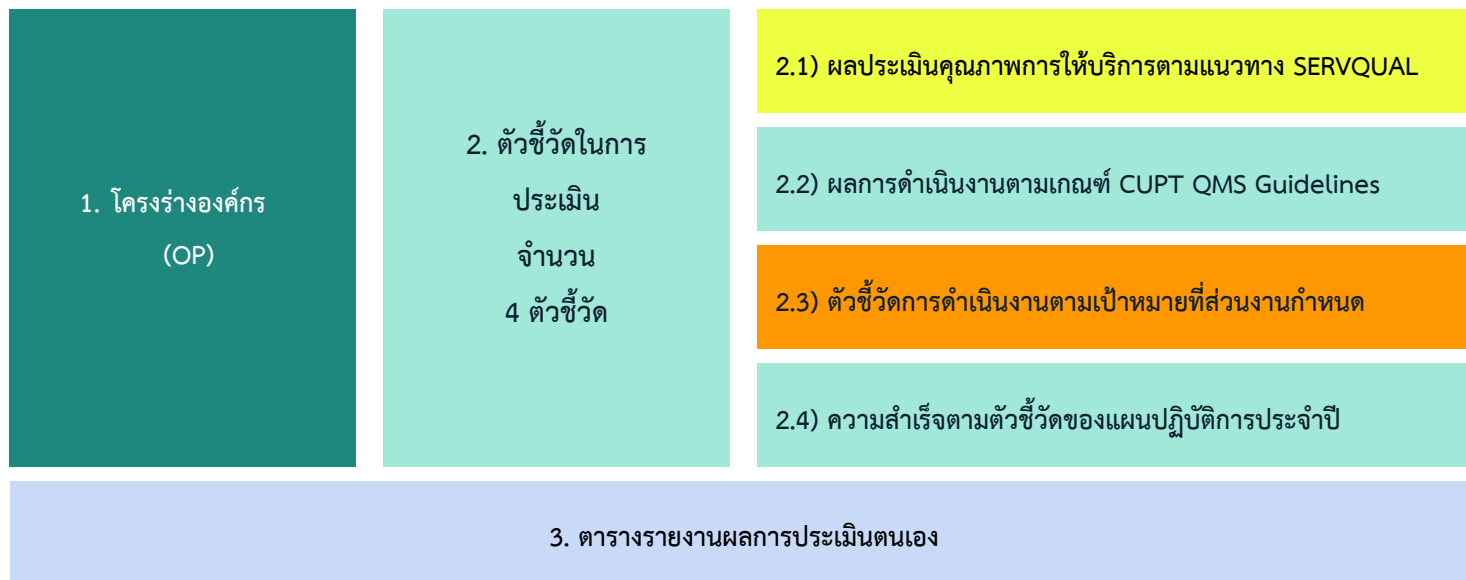 1. โครงร่างองค์กร
(OP)
2. ตัวชี้วัดในการ
ประเมิน
จำนวน
4 ตัวชี้วัด
2.1) ผลประเมินคุณภาพการให้บริการตามแนวทาง SERVQUAL
2.2) ผลการดำเนินงานตามเกณฑ์ CUPT QMS Guidelines
2.3) ตัวชี้วัดการดำเนินงานตามเป้าหมายที่ส่วนงานกำหนด
2.4) ความสำเร็จตามตัวชี้วัดของแผนปฏิบัติการประจำปี
3. ตารางรายงานผลการประเมินตนเอง